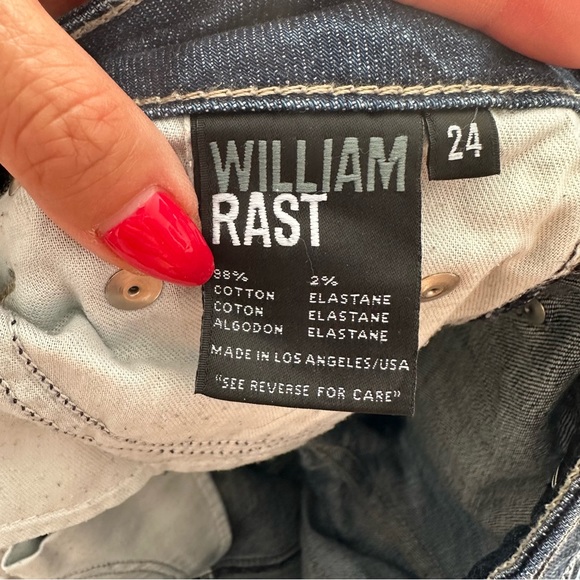 WILLIAM
RAST
24
98% 2%
COTTON ELASTANE
COTON ELASTANE
ALGODON ELASTANE
MADE IN LOS ANGELES/USA
"SEE REVERSE FOR CARE"